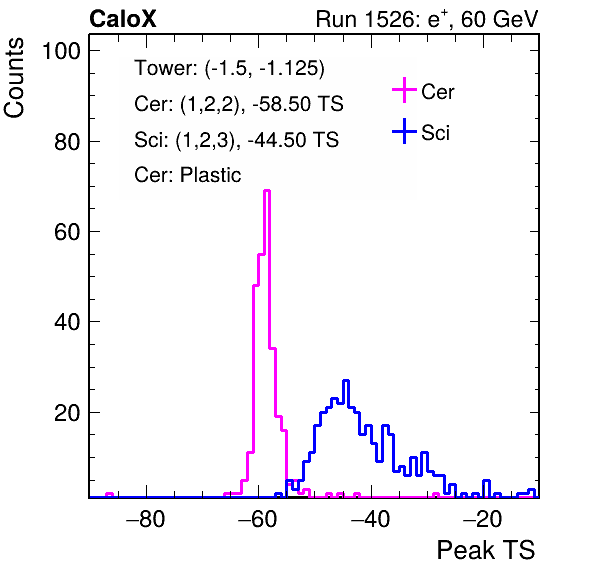 CaloX Run 1526: e+, 60 GeV
Counts
Tower: (-1.5, -1.125)
Cer: (1,2,2), -58.50 TS
Sci: (1,2,3), -44.50 TS
Cer: Plastic
Cer
Sci
100
80
60
40
20
−80 −60 −40 −20
Peak TS